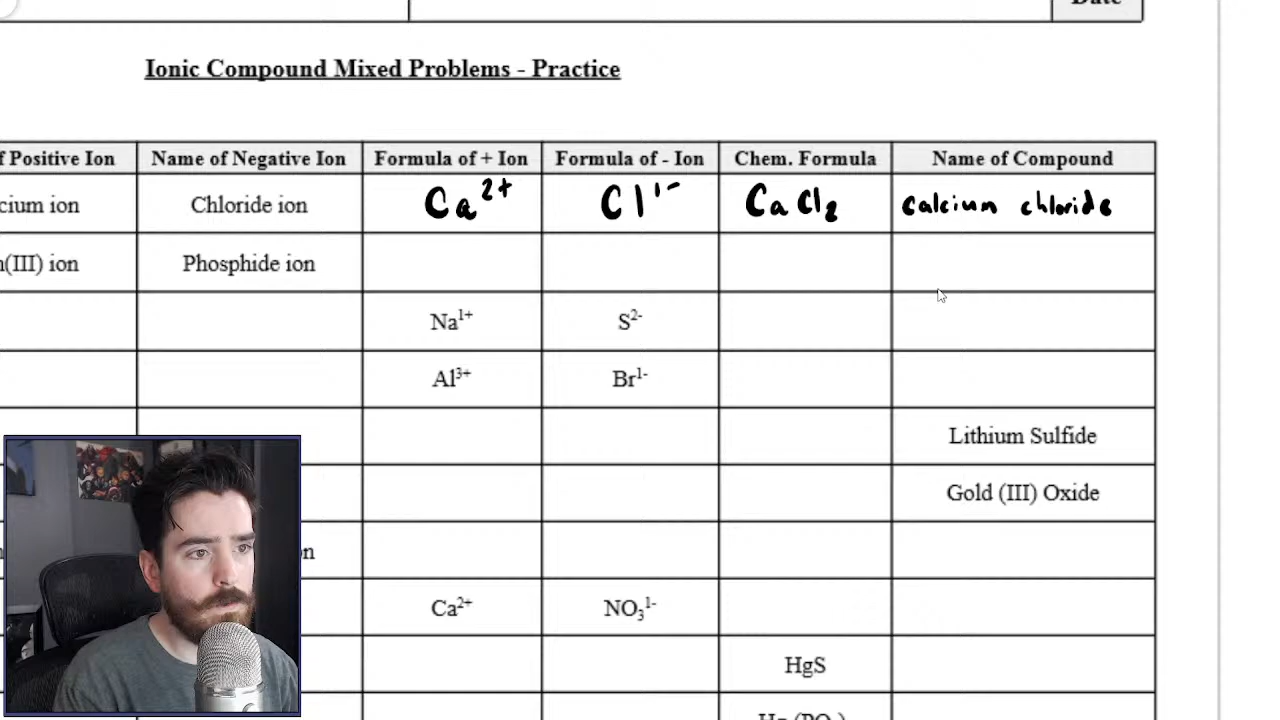 Date
Ionic Compound Mixed Problems - Practice
f Positive Ion Name of Negative Ion Formula of + Ion Formula of - Ion Chem. Formula Name of Compound
cium ion Chloride ion Ca²⁺ Cl¹⁻ CaCl₂ Calcium chloride
(III) ion Phosphide ion
Na¹⁺ S²⁻
Al³⁺ Br¹⁻
Lithium Sulfide
Gold (III) Oxide
n
Ca²⁺ NO₃¹⁻
HgS